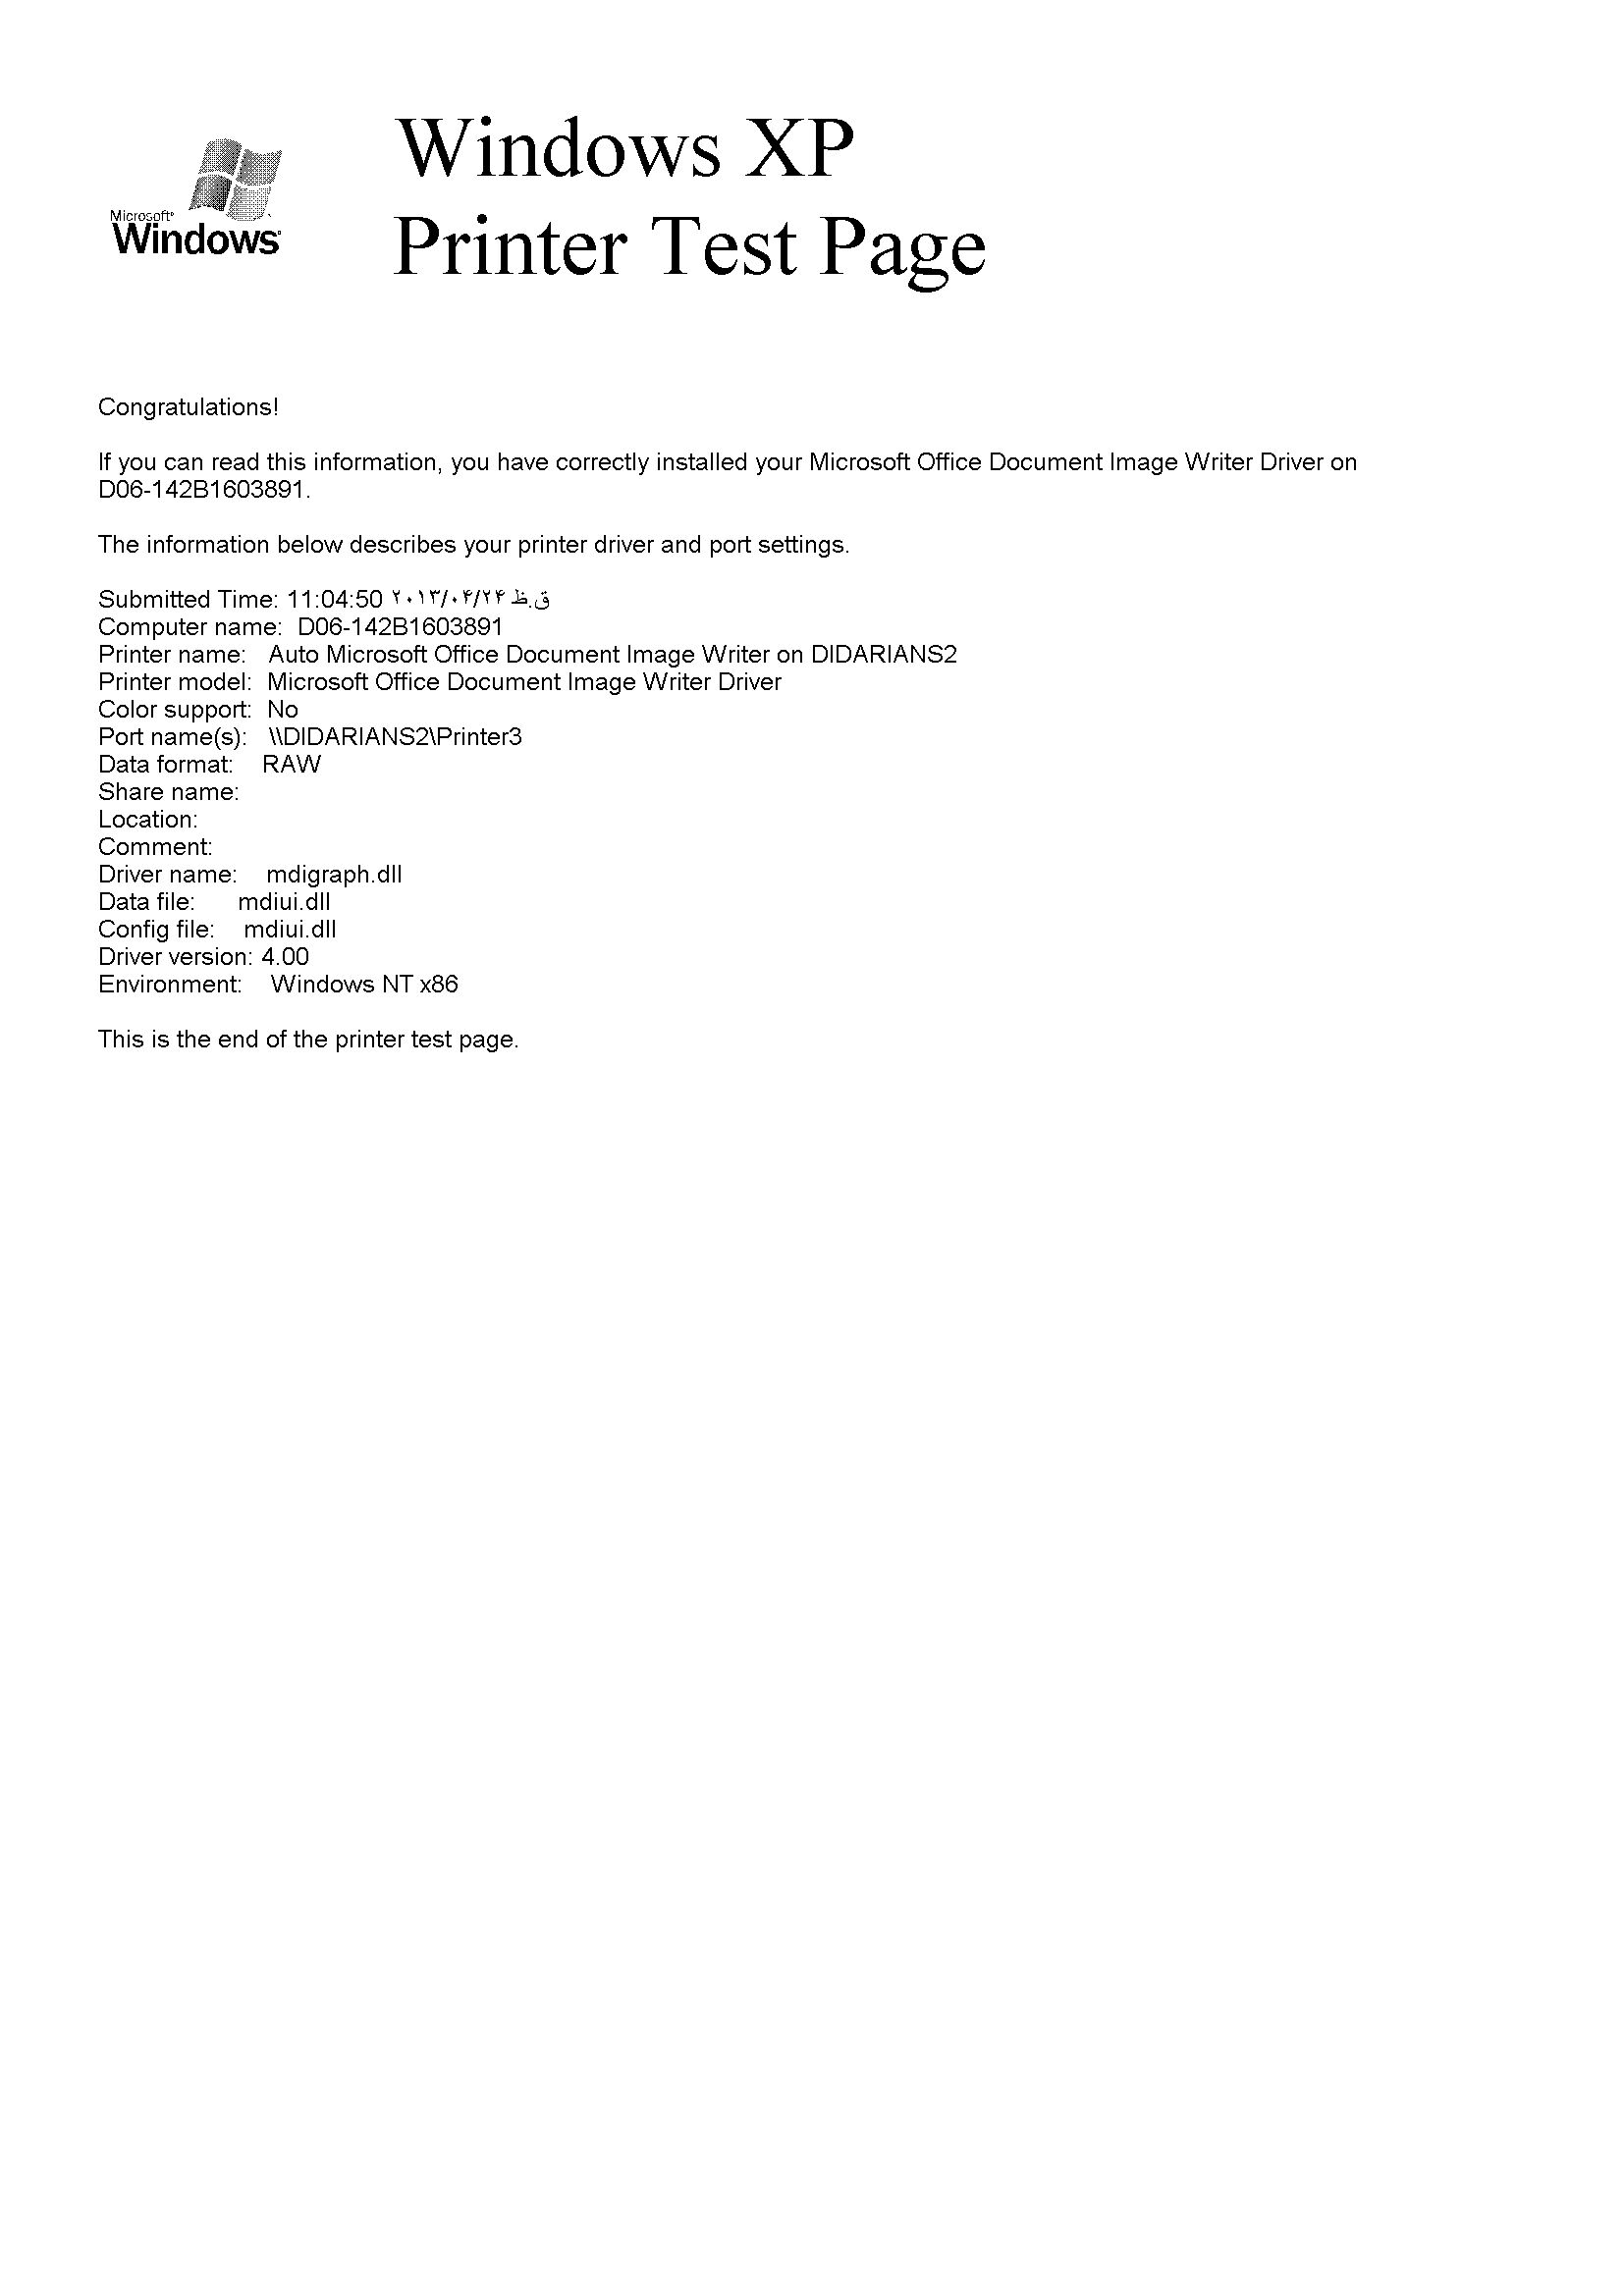 Microsoft®
Windows®
Windows XP
Printer Test Page
Congratulations!
If you can read this information, you have correctly installed your Microsoft Office Document Image Writer Driver on
D06-142B1603891.
The information below describes your printer driver and port settings.
Submitted Time: 11:04:50 ۲۰۱۳/۰۴/۲۴ ق.ظ
Computer name:  D06-142B1603891
Printer name:   Auto Microsoft Office Document Image Writer on DIDARIANS2
Printer model:  Microsoft Office Document Image Writer Driver
Color support:  No
Port name(s):   \\DIDARIANS2\Printer3
Data format:    RAW
Share name:
Location:
Comment:
Driver name:    mdigraph.dll
Data file:      mdiui.dll
Config file:    mdiui.dll
Driver version: 4.00
Environment:    Windows NT x86
This is the end of the printer test page.